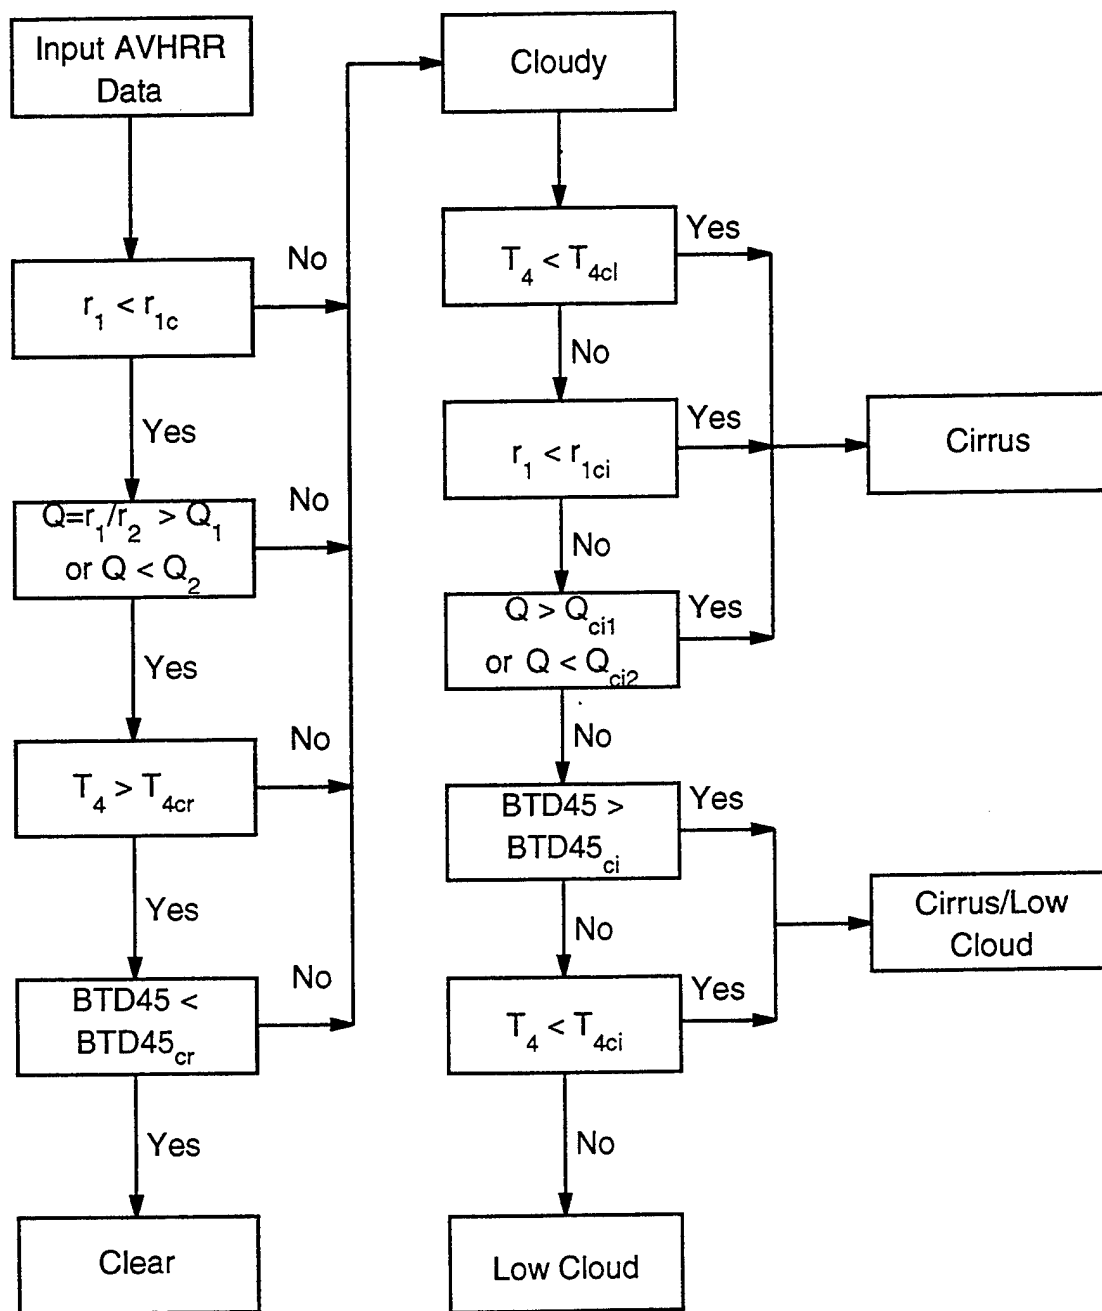 Input AVHRR
Data
r₁ < r₁c
No
Yes
Q=r₁/r₂ > Q₁
or Q < Q₂
No
Yes
T₄ > T₄cr
No
Yes
BTD45 <
BTD45cr
No
Yes
Clear
Cloudy
T₄ < T₄cl
Yes
No
r₁ < r₁ci
Yes
No
Q > Qci1
or Q < Qci2
Yes
No
BTD45 >
BTD45ci
Yes
No
T₄ < T₄ci
Yes
No
Low Cloud
Cirrus
Cirrus/Low
Cloud